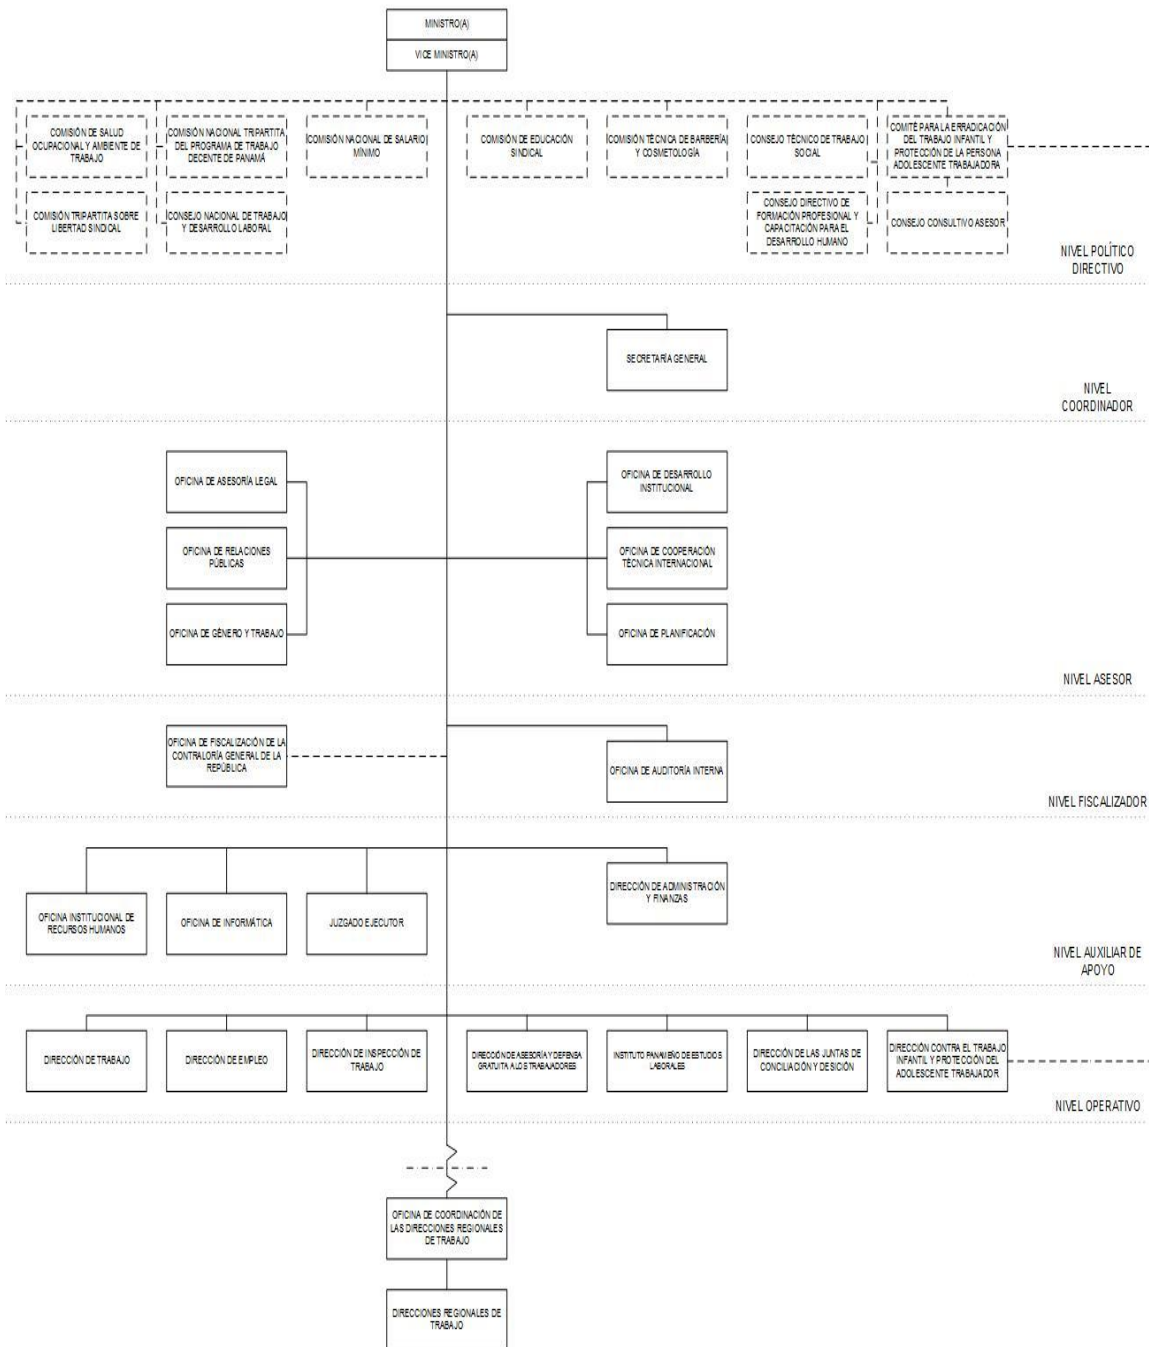 MINISTRO(A)
VICE MINISTRO(A)
COMISIÓN DE SALUD
OCUPACIONAL Y AMBIENTE DE
TRABAJO
COMISIÓN NACIONAL TRIPARTITA
DEL PROGRAMA DE TRABAJO
DECENTE DE PANAMÁ
COMISIÓN NACIONAL DE SALARIO
MÍNIMO
COMISIÓN DE EDUCACIÓN
SINDICAL
COMISIÓN TÉCNICA DE BARBERÍA
Y COSMETOLOGÍA
CONSEJO TÉCNICO DE TRABAJO
SOCIAL
COMITÉ PARA LA ERRADICACIÓN
DEL TRABAJO INFANTIL Y
PROTECCIÓN DE LA PERSONA
ADOLESCENTE TRABAJADORA
COMISIÓN TRIPARTITA SOBRE
LIBERTAD SINDICAL
CONSEJO NACIONAL DE TRABAJO
Y DESARROLLO LABORAL
CONSEJO DIRECTIVO DE
FORMACIÓN PROFESIONAL Y
CAPACITACIÓN PARA EL
DESARROLLO HUMANO
CONSEJO CONSULTIVO ASESOR
NIVEL POLÍTICO
DIRECTIVO
SECRETARÍA GENERAL
NIVEL
COORDINADOR
OFICINA DE ASESORÍA LEGAL
OFICINA DE DESARROLLO
INSTITUCIONAL
OFICINA DE RELACIONES
PÚBLICAS
OFICINA DE COOPERACIÓN
TÉCNICA INTERNACIONAL
OFICINA DE GÉNERO Y TRABAJO
OFICINA DE PLANIFICACIÓN
NIVEL ASESOR
OFICINA DE FISCALIZACIÓN DE LA
CONTRALORÍA GENERAL DE LA
REPÚBLICA
OFICINA DE AUDITORÍA INTERNA
NIVEL FISCALIZADOR
OFICINA INSTITUCIONAL DE
RECURSOS HUMANOS
OFICINA DE INFORMÁTICA
JUZGADO EJECUTOR
DIRECCIÓN DE ADMINISTRACIÓN
Y FINANZAS
NIVEL AUXILIAR DE
APOYO
DIRECCIÓN DE TRABAJO
DIRECCIÓN DE EMPLEO
DIRECCIÓN DE INSPECCIÓN DE
TRABAJO
DIRECCIÓN DE ASESORÍA Y DEFENSA
GRATUITA A LOS TRABAJADORES
INSTITUTO PANAMEÑO DE ESTUDIOS
LABORALES
DIRECCIÓN DE LAS JUNTAS DE
CONCILIACIÓN Y DESICIÓN
DIRECCIÓN CONTRA EL TRABAJO
INFANTIL Y PROTECCIÓN DEL
ADOLESCENTE TRABAJADOR
NIVEL OPERATIVO
OFICINA DE COORDINACIÓN DE
LAS DIRECCIONES REGIONALES
DE TRABAJO
DIRECCIONES REGIONALES DE
TRABAJO